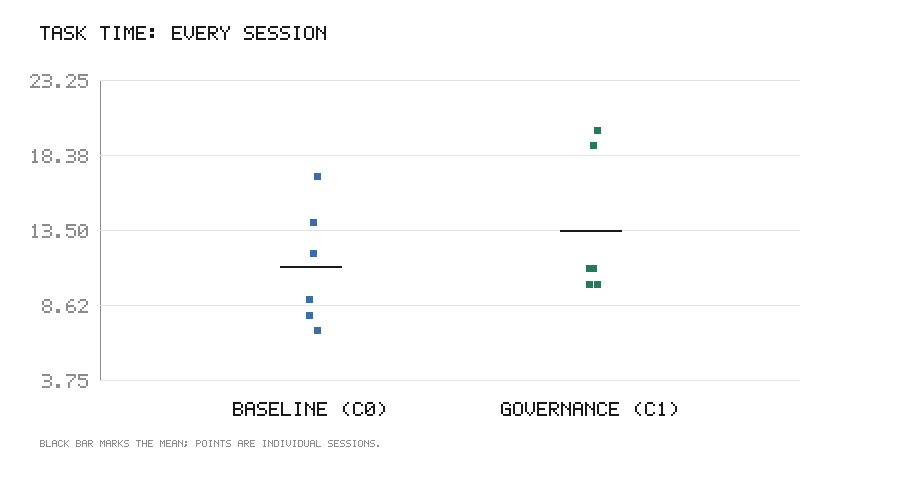 TASK TIME: EVERY SESSION
23.25
18.38
13.50
8.62
3.75
BASELINE (C0) GOVERNANCE (C1)
BLACK BAR MARKS THE MEAN; POINTS ARE INDIVIDUAL SESSIONS.